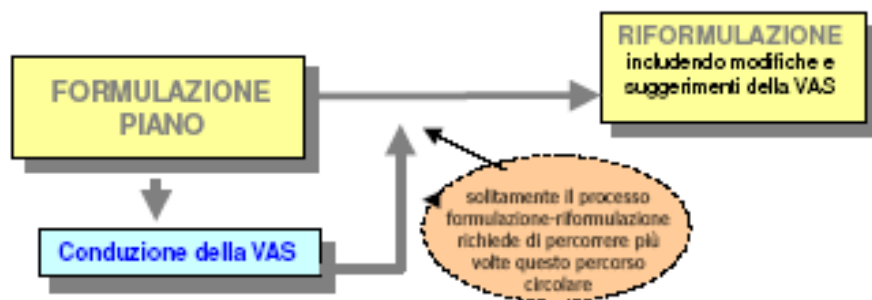 FORMULAZIONE
PIANO
RIFORMULAZIONE
includendo modifiche e
suggerimenti della VAS
Conduzione della VAS
solitamente il processo
formulazione-riformulazione
richiede di percorrere più
volte questo percorso
circolare